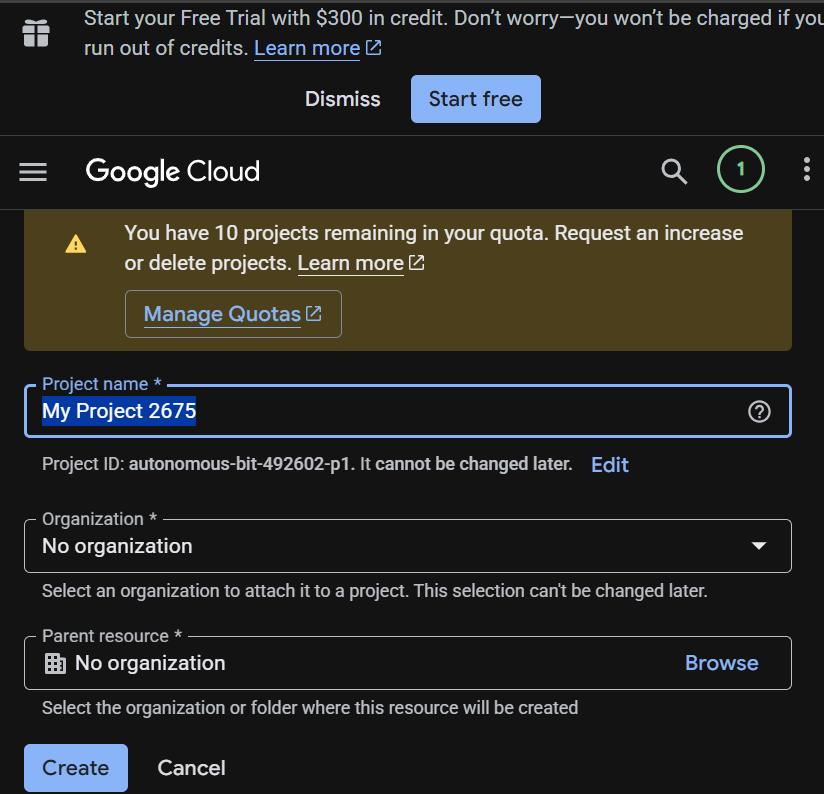 Start your Free Trial with $300 in credit. Don’t worry—you won’t be charged if you
run out of credits. Learn more
Dismiss
Start free
Google Cloud
1
You have 10 projects remaining in your quota. Request an increase
or delete projects. Learn more
Manage Quotas
Project name *
My Project 2675
Project ID: autonomous-bit-492602-p1. It cannot be changed later. Edit
Organization *
No organization
Select an organization to attach it to a project. This selection can't be changed later.
Parent resource *
No organization
Browse
Select the organization or folder where this resource will be created
Create
Cancel